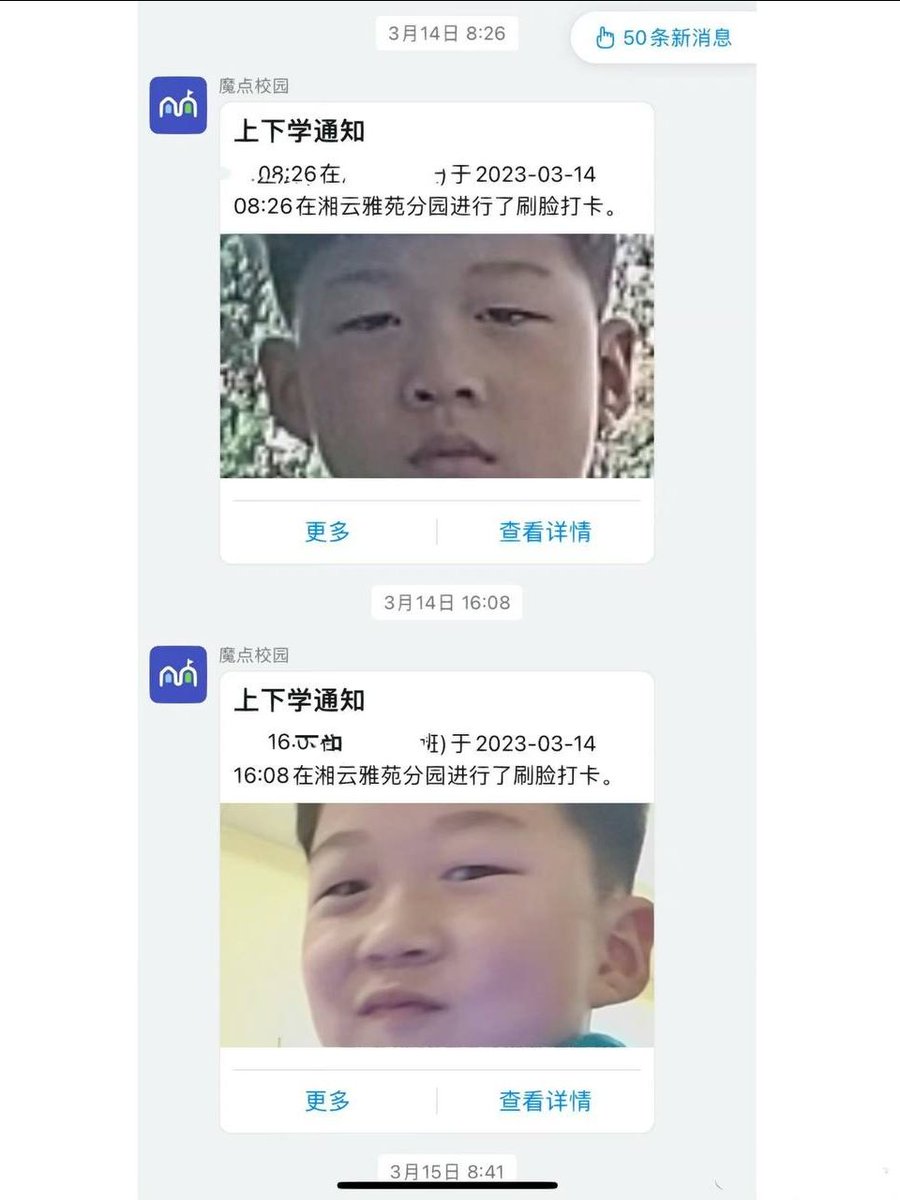 3月14日 8:26
50条新消息
魔点校园
上下学通知
08:26在 于2023-03-14
08:26在湘云雅苑分园进行了刷脸打卡。
更多 查看详情
3月14日 16:08
魔点校园
上下学通知
班)于2023-03-14
16:08在湘云雅苑分园进行了刷脸打卡。
更多 查看详情
3月15日 8:41